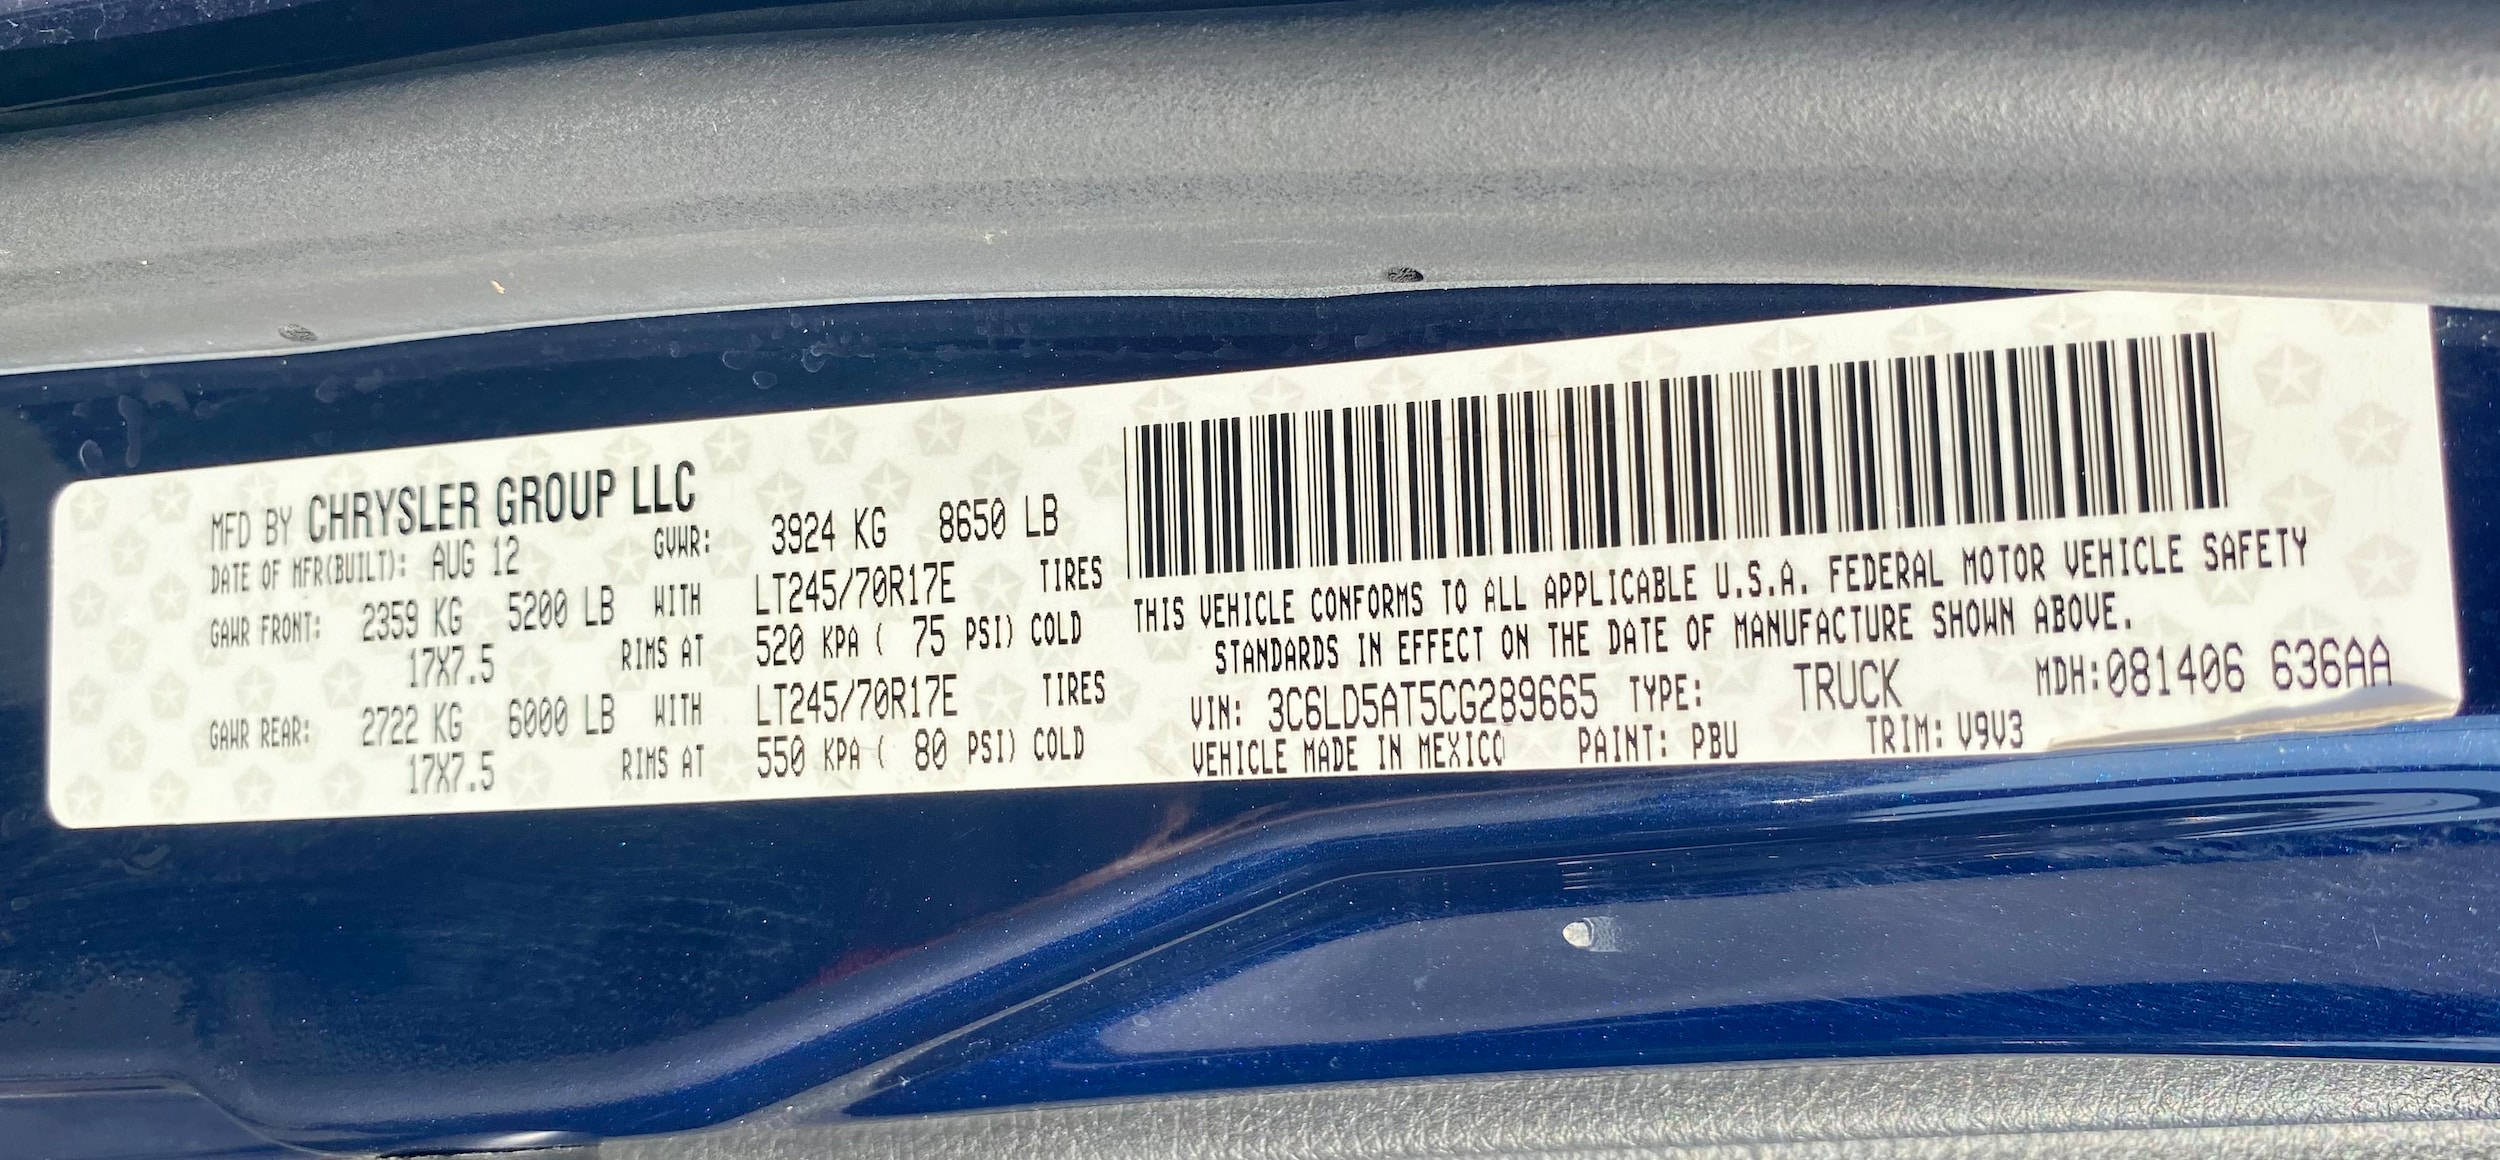 MFD BY CHRYSLER GROUP LLC
DATE OF MFR(BUILT): AUG 12 GVWR: 3924 KG 8650 LB
GAWR FRONT: 2359 KG 5200 LB WITH LT245/70R17E TIRES
17X7.5 RIMS AT 520 KPA ( 75 PSI) COLD
GAWR REAR: 2722 KG 6000 LB WITH LT245/70R17E TIRES
17X7.5 RIMS AT 550 KPA ( 80 PSI) COLD
THIS VEHICLE CONFORMS TO ALL APPLICABLE U.S.A. FEDERAL MOTOR VEHICLE SAFETY
STANDARDS IN EFFECT ON THE DATE OF MANUFACTURE SHOWN ABOVE.
VIN: 3C6LD5AT5CG289665 TYPE: TRUCK MDH:081406 636AA
VEHICLE MADE IN MEXICO PAINT: PBU TRIM: V9V3